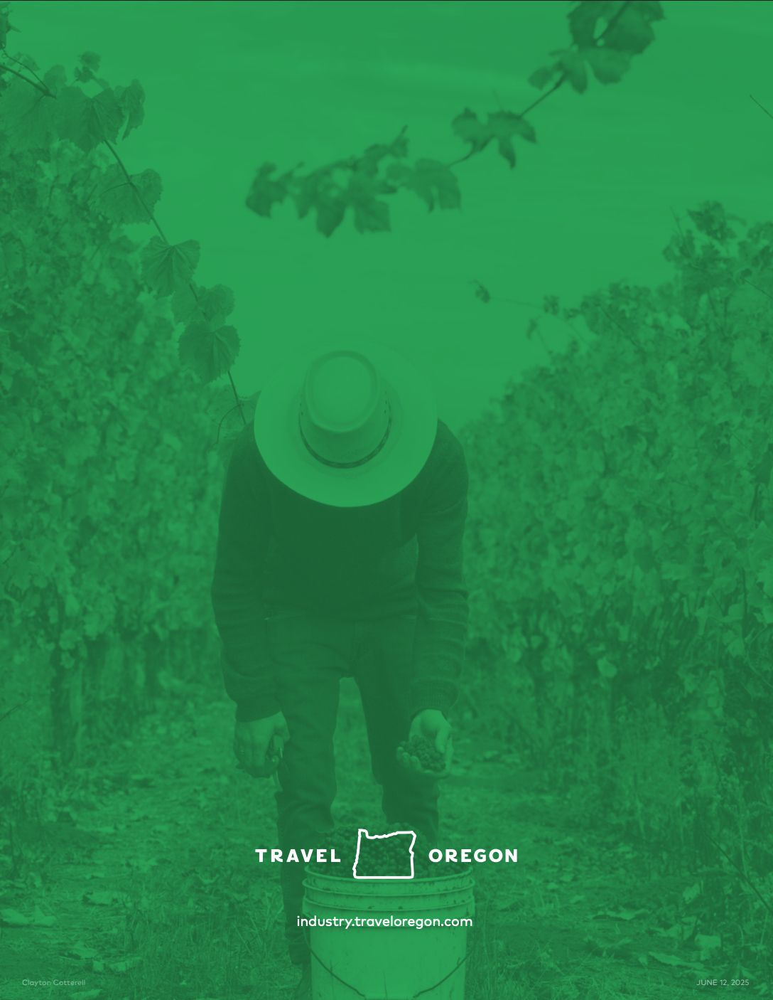 TRAVEL OREGON
industry.traveloregon.com
Clayton Cotterell
JUNE 12, 2025